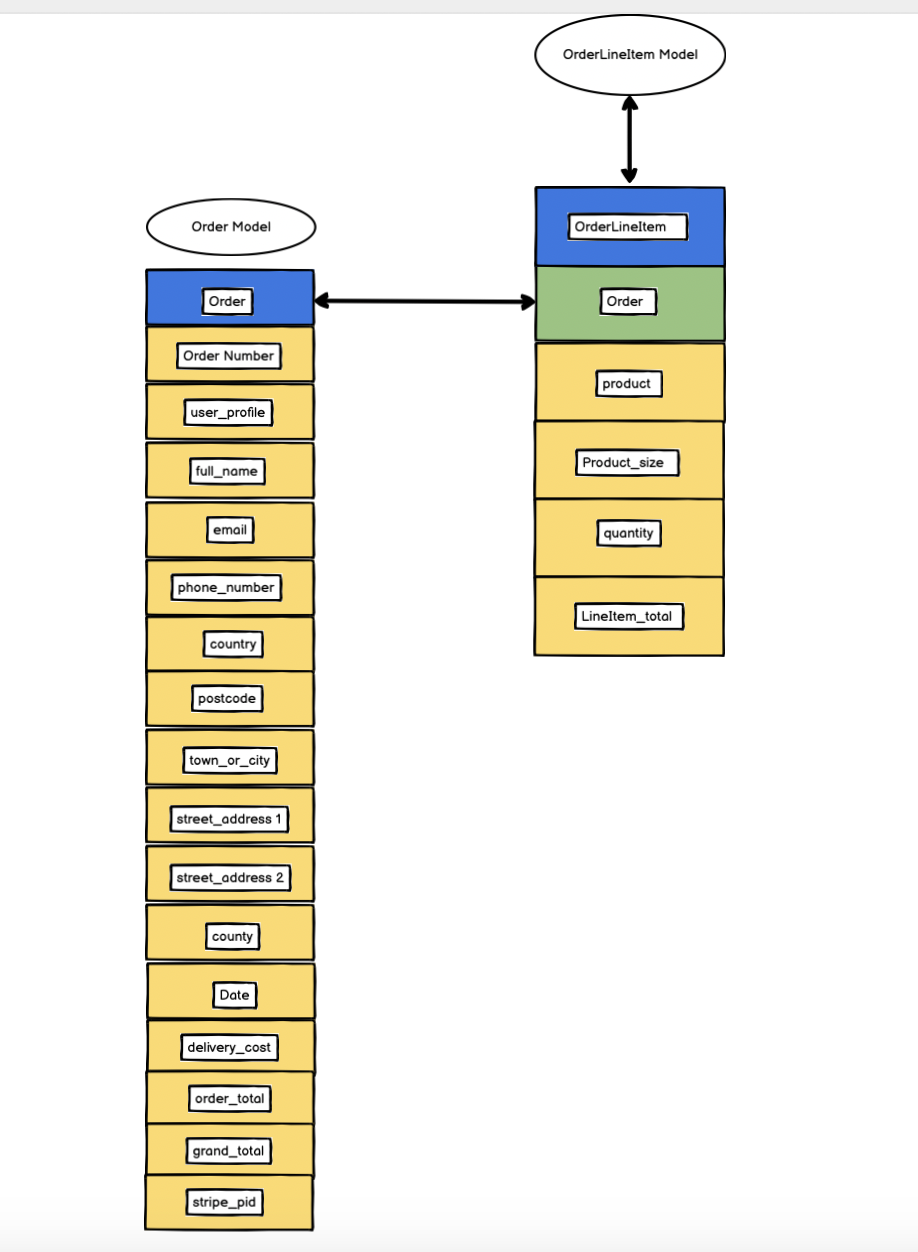 OrderLineItem Model
OrderLineItem
Order
product
Product_size
quantity
LineItem_total
Order Model
Order
Order Number
user_profile
full_name
email
phone_number
country
postcode
town_or_city
street_address 1
street_address 2
county
Date
delivery_cost
order_total
grand_total
stripe_pid